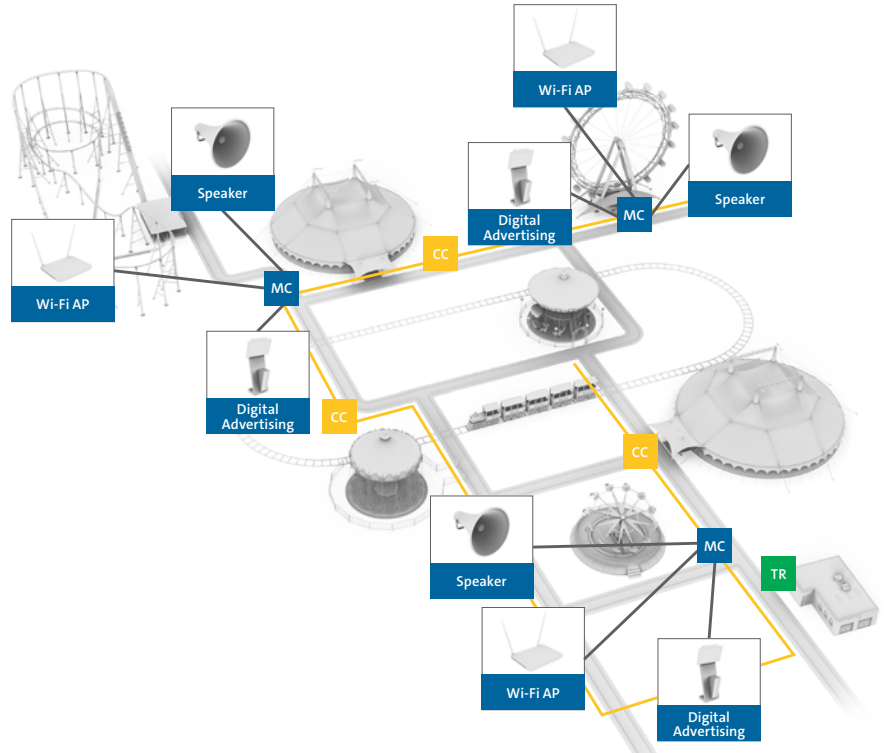 Wi-Fi AP
Speaker
Speaker
Digital
Advertising
MC
CC
Wi-Fi AP
MC
Digital
Advertising
CC
CC
Speaker
MC
TR
Wi-Fi AP
Digital
Advertising